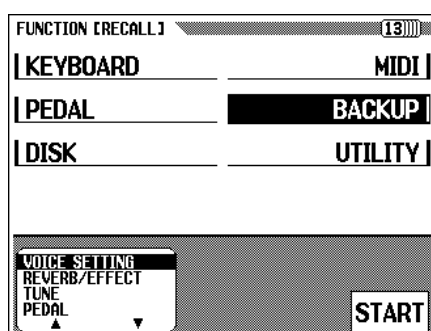 FUNCTION [RECALL] 13
KEYBOARD MIDI
PEDAL BACKUP
DISK UTILITY
VOICE SETTING
REVERB/EFFECT
TUNE
PEDAL
START